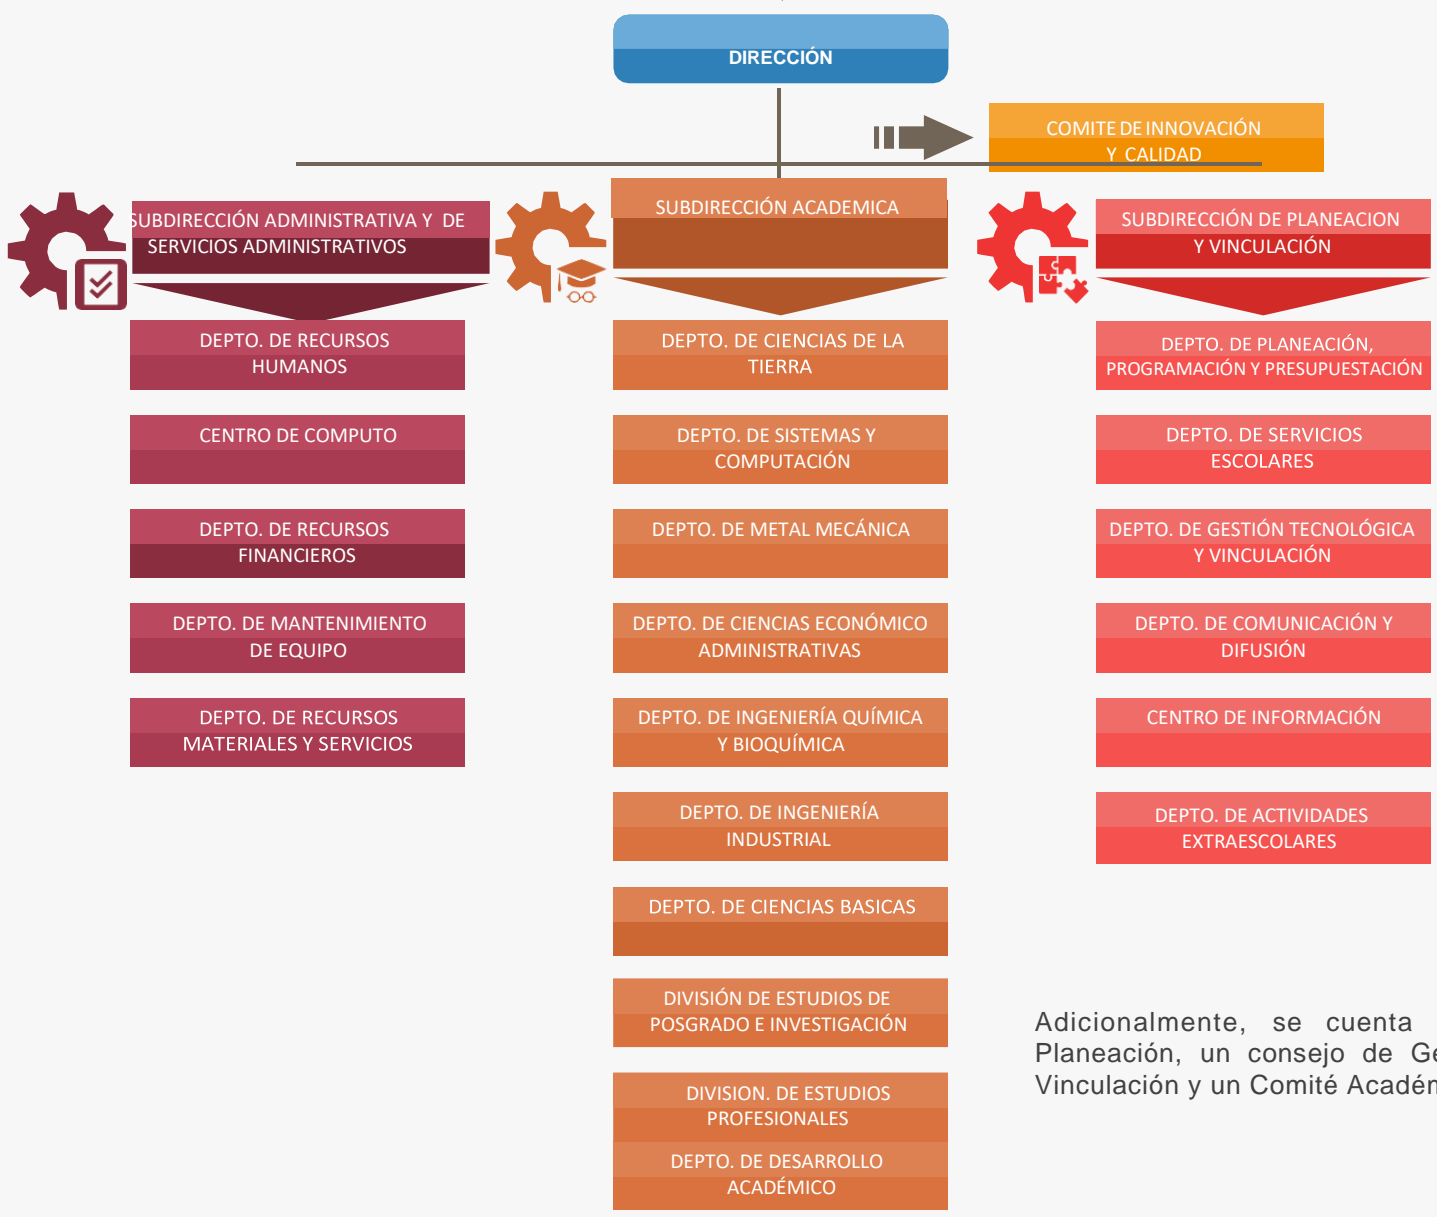 DIRECCIÓN
COMITE DE INNOVACIÓN
Y CALIDAD
SUBDIRECCIÓN ADMINISTRATIVA Y DE
SERVICIOS ADMINISTRATIVOS
DEPTO. DE RECURSOS
HUMANOS
CENTRO DE COMPUTO
DEPTO. DE RECURSOS
FINANCIEROS
DEPTO. DE MANTENIMIENTO
DE EQUIPO
DEPTO. DE RECURSOS
MATERIALES Y SERVICIOS
SUBDIRECCIÓN ACADEMICA
DEPTO. DE CIENCIAS DE LA
TIERRA
DEPTO. DE SISTEMAS Y
COMPUTACIÓN
DEPTO. DE METAL MECÁNICA
DEPTO. DE CIENCIAS ECONÓMICO
ADMINISTRATIVAS
DEPTO. DE INGENIERÍA QUÍMICA
Y BIOQUÍMICA
DEPTO. DE INGENIERÍA
INDUSTRIAL
DEPTO. DE CIENCIAS BASICAS
DIVISIÓN DE ESTUDIOS DE
POSGRADO E INVESTIGACIÓN
DIVISION. DE ESTUDIOS
PROFESIONALES
DEPTO. DE DESARROLLO
ACADÉMICO
SUBDIRECCIÓN DE PLANEACION
Y VINCULACIÓN
DEPTO. DE PLANEACIÓN,
PROGRAMACIÓN Y PRESUPUESTACIÓN
DEPTO. DE SERVICIOS
ESCOLARES
DEPTO. DE GESTIÓN TECNOLÓGICA
Y VINCULACIÓN
DEPTO. DE COMUNICACIÓN Y
DIFUSIÓN
CENTRO DE INFORMACIÓN
DEPTO. DE ACTIVIDADES
EXTRAESCOLARES
Adicionalmente, se cuenta
Planeación, un consejo de
Vinculación y un Comité